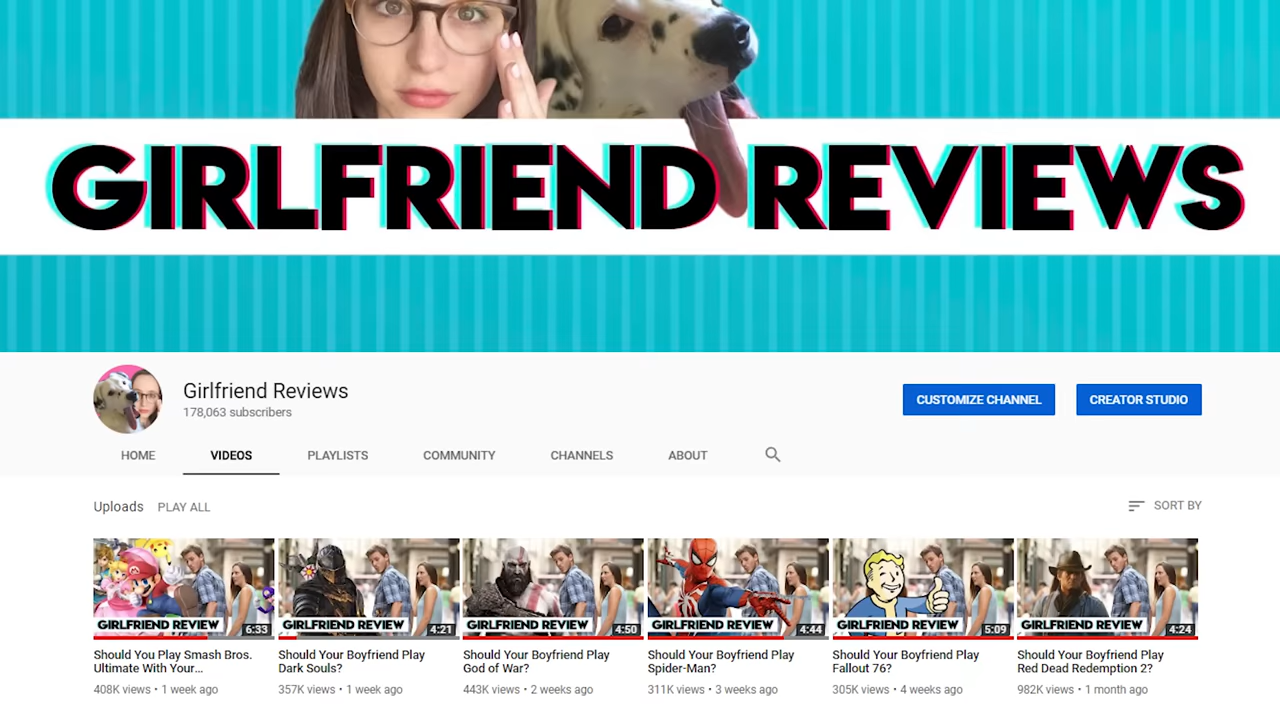 GIRLFRIEND REVIEWS
Girlfriend Reviews
178,063 subscribers
CUSTOMIZE CHANNEL
CREATOR STUDIO
HOME
VIDEOS
PLAYLISTS
COMMUNITY
CHANNELS
ABOUT
Uploads
PLAY ALL
SORT BY
GIRLFRIEND REVIEW
6:33
Should You Play Smash Bros.
Ultimate With Your...
408K views • 1 week ago
GIRLFRIEND REVIEW
4:21
Should Your Boyfriend Play
Dark Souls?
357K views • 1 week ago
GIRLFRIEND REVIEW
4:50
Should Your Boyfriend Play
God of War?
443K views • 2 weeks ago
GIRLFRIEND REVIEW
4:44
Should Your Boyfriend Play
Spider-Man?
311K views • 3 weeks ago
GIRLFRIEND REVIEW
5:09
Should Your Boyfriend Play
Fallout 76?
305K views • 4 weeks ago
GIRLFRIEND REVIEW
4:24
Should Your Boyfriend Play
Red Dead Redemption 2?
982K views • 1 month ago